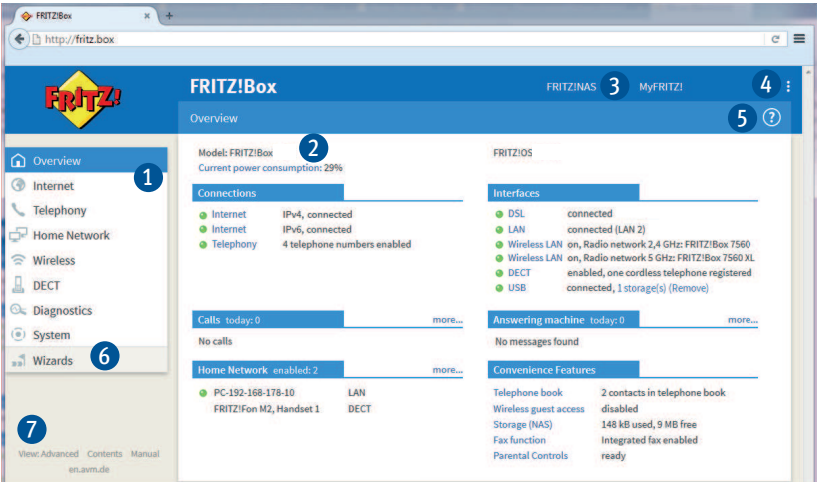 FRITZ!Box
http://fritz.box
FRITZ!
FRITZ!Box
FRITZ!NAS 3 MyFRITZ! 4
Overview 5 ?
Overview
1
Internet
Telephony
Home Network
Wireless
DECT
Diagnostics
System
Wizards 6
7
View: Advanced Contents Manual
en.avm.de
Model: FRITZ!Box 2
Current power consumption: 29%
FRITZ!OS
Connections
Internet IPv4, connected
Internet IPv6, connected
Telephony 4 telephone numbers enabled
Interfaces
DSL connected
LAN connected (LAN 2)
Wireless LAN on, Radio network 2,4 GHz: FRITZ!Box 7560
Wireless LAN on, Radio network 5 GHz: FRITZ!Box 7560 XL
DECT enabled, one cordless telephone registered
USB connected, 1 storage(s) (Remove)
Calls today: 0 more...
No calls
Answering machine today: 0 more...
No messages found
Home Network enabled: 2 more...
PC-192-168-178-10 LAN
FRITZ!Fon M2, Handset 1 DECT
Convenience Features
Telephone book 2 contacts in telephone book
Wireless guest access disabled
Storage (NAS) 148 kB used, 9 MB free
Fax function Integrated fax enabled
Parental Controls ready